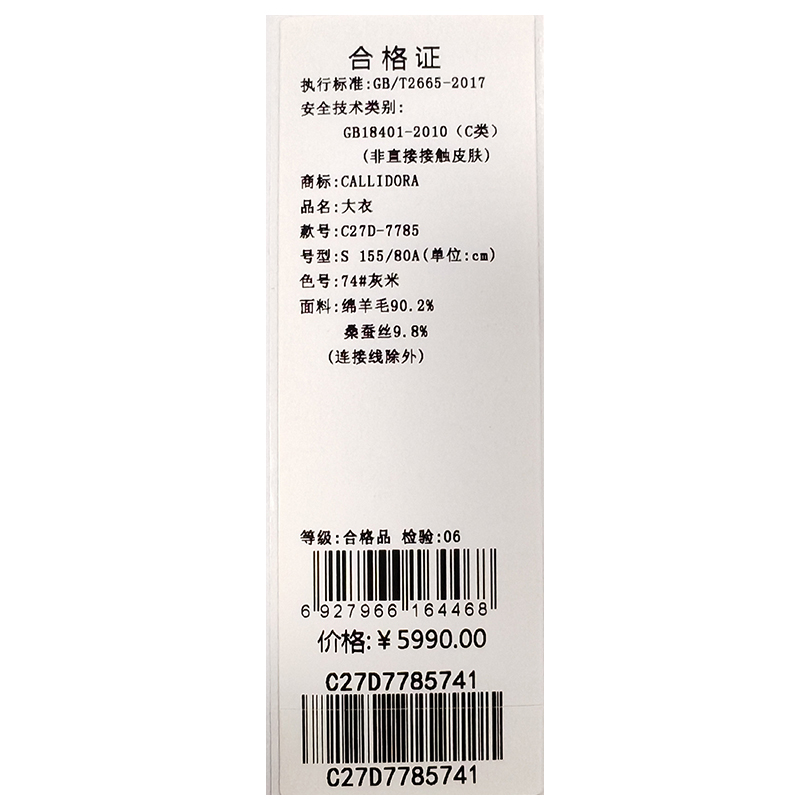 合格证
执行标准:GB/T2665-2017
安全技术类别:
GB18401-2010（C类）
(非直接接触皮肤)
商标:CALLIDORA
品名:大衣
款号:C27D-7785
号型:S 155/80A(单位:cm)
色号:74#灰米
面料:绵羊毛90.2%
桑蚕丝9.8%
(连接线除外)
等级:合格品 检验:06
6 927966 164468
价格:¥5990.00
C27D7785741
C27D7785741